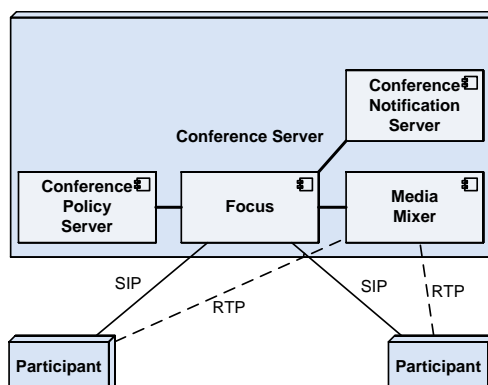 Conference
Notification
Server
Conference Server
Conference
Policy
Server
Focus
Media
Mixer
SIP
RTP
SIP
RTP
Participant
Participant